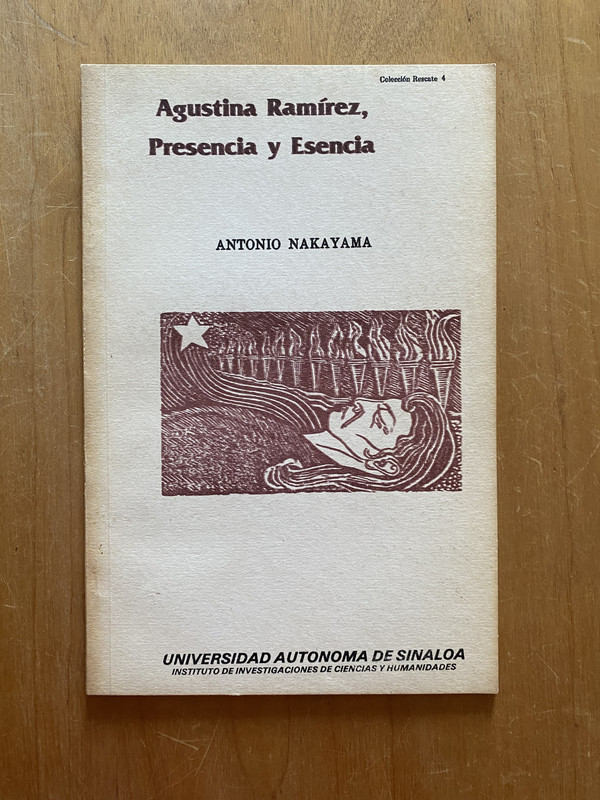 Colección Rescate 4
Agustina Ramírez,
Presencia y Esencia
ANTONIO NAKAYAMA
UNIVERSIDAD AUTONOMA DE SINALOA
INSTITUTO DE INVESTIGACIONES DE CIENCIAS Y HUMANIDADES